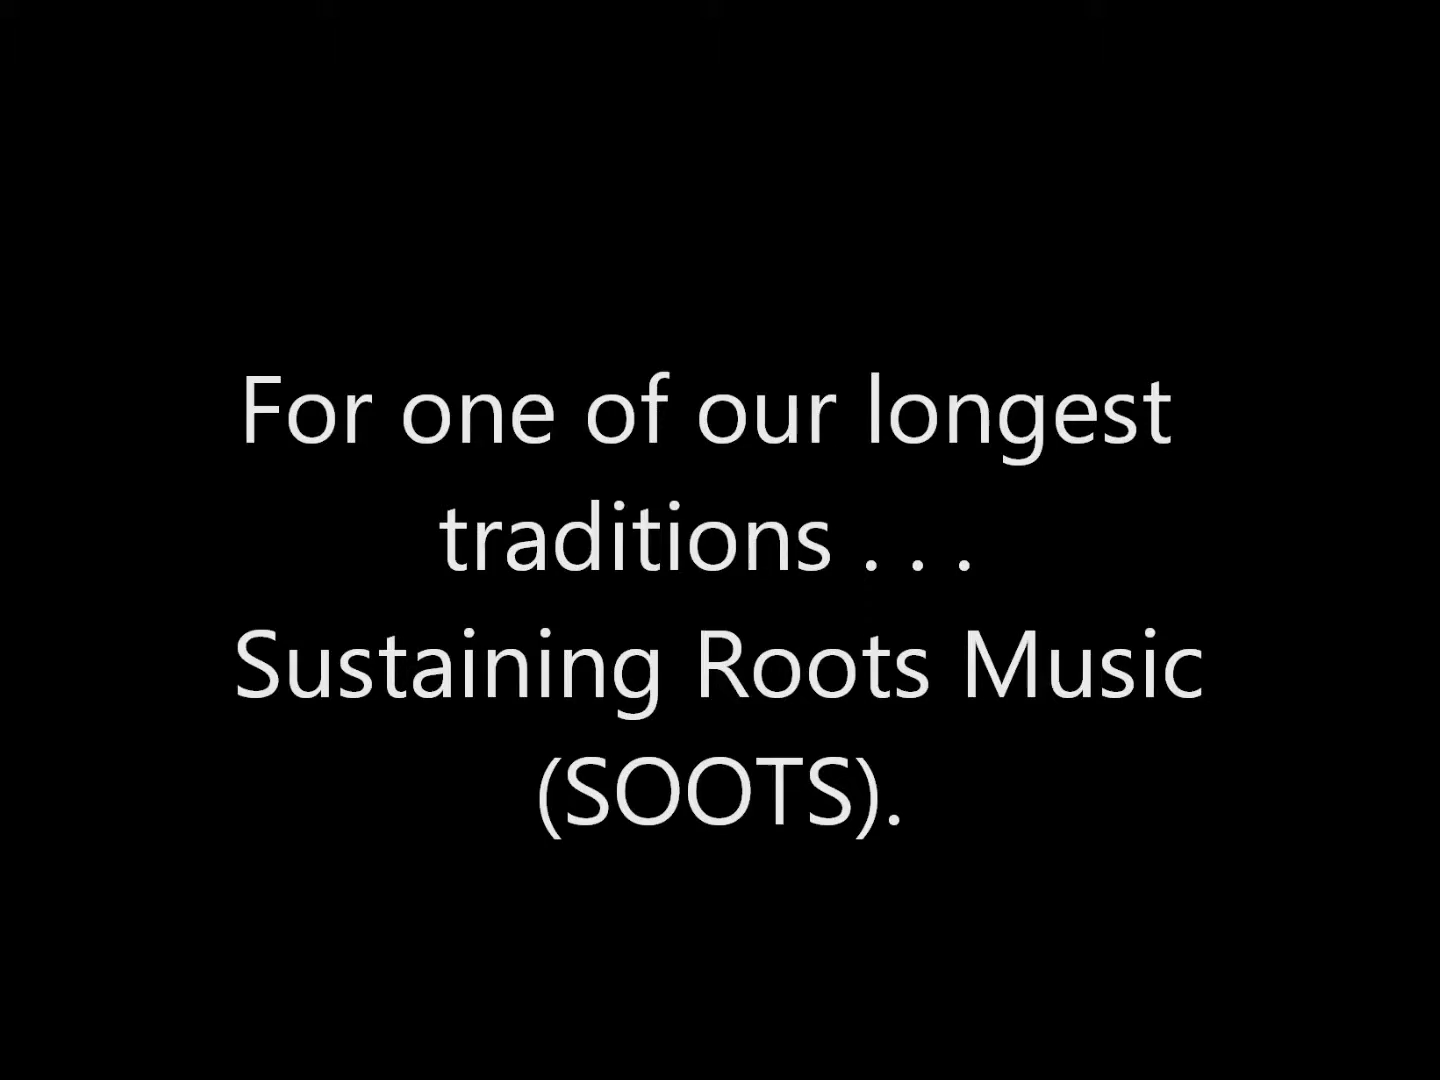 For one of our longest
traditions . . .
Sustaining Roots Music
(SOOTS).